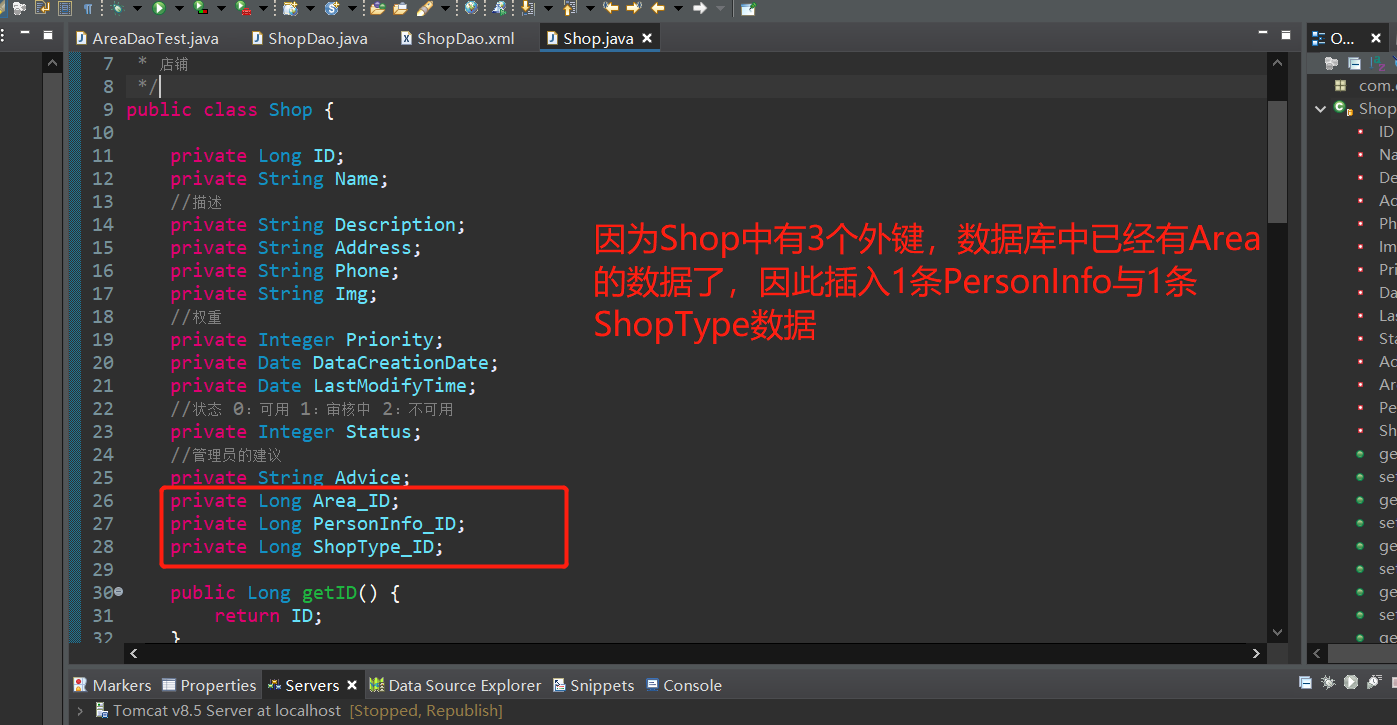 AreaDaoTest.java ShopDao.java ShopDao.xml Shop.java O...
7 * 店铺
8 */
9 public class Shop {
10
11 private Long ID;
12 private String Name;
13 //描述
14 private String Description;
15 private String Address;
16 private String Phone;
17 private String Img;
18 //权重
19 private Integer Priority;
20 private Date DataCreationDate;
21 private Date LastModifyTime;
22 //状态 0：可用 1：审核中 2：不可用
23 private Integer Status;
24 //管理员的建议
25 private String Advice;
26 private Long Area_ID;
27 private Long PersonInfo_ID;
28 private Long ShopType_ID;
29
30 public Long getID() {
31 return ID;
32 }
因为Shop中有3个外键，数据库中已经有Area
的数据了，因此插入1条PersonInfo与1条
ShopType数据
com.
Shop
ID
Na
De
Ac
Ph
Im
Pri
Da
Las
Sta
Ac
Ar
Pe
Sh
ge
se
ge
se
ge
se
ge
se
ge
Markers Properties Servers Data Source Explorer Snippets Console
Tomcat v8.5 Server at localhost [Stopped, Republish]